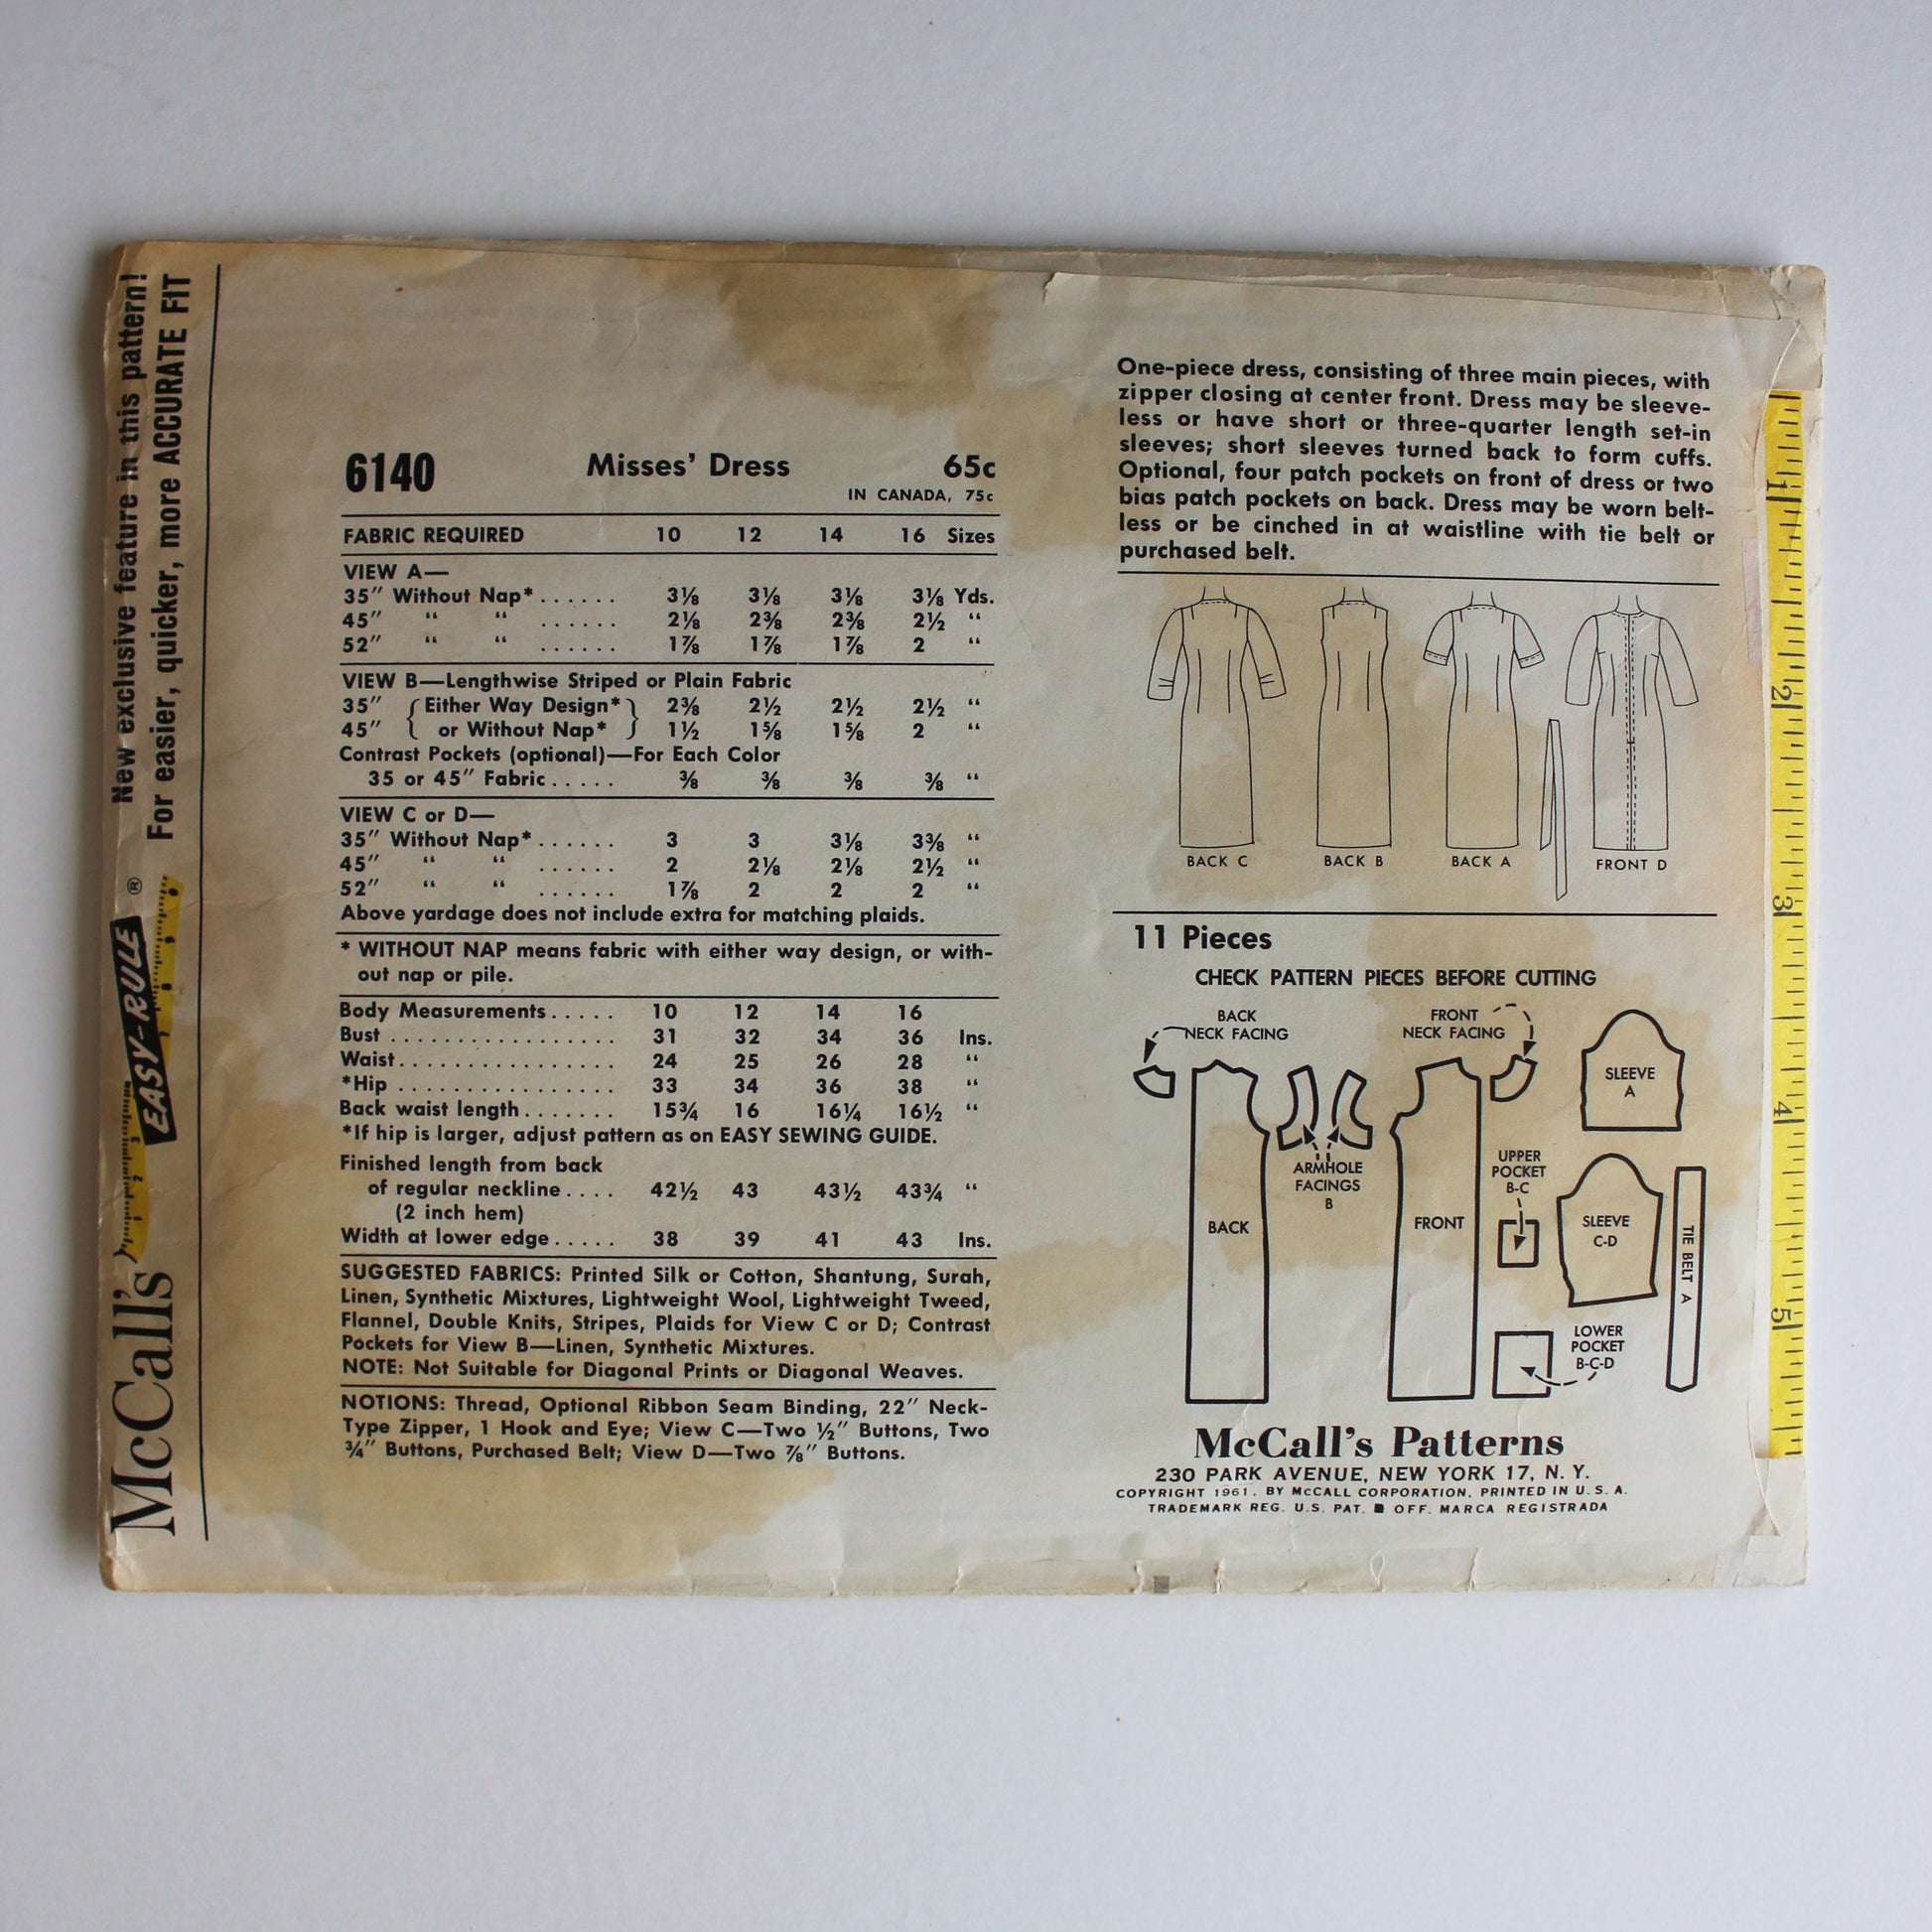 New exclusive feature in this pattern!
For easier, quicker, more ACCURATE FIT
McCall's EASY-RULE ®
6140 Misses' Dress 65c
IN CANADA, 75c
FABRIC REQUIRED 10 12 14 16 Sizes
VIEW A—
35" Without Nap* . . . . . . 3⅛ 3⅛ 3⅛ 3⅛ Yds.
45" " " . . . . . . 2⅛ 2⅜ 2⅜ 2½ "
52" " " . . . . . . 1⅞ 1⅞ 1⅞ 2 "
VIEW B—Lengthwise Striped or Plain Fabric
35" { Either Way Design* } 2⅜ 2½ 2½ 2½ "
45" { or Without Nap* } 1½ 1⅝ 1⅝ 2 "
Contrast Pockets (optional)—For Each Color
35 or 45" Fabric . . . . . ⅜ ⅜ ⅜ ⅜ "
VIEW C or D—
35" Without Nap* . . . . . . 3 3 3⅛ 3⅜ "
45" " " . . . . . . 2 2⅛ 2⅛ 2½ "
52" " " . . . . . . 1⅞ 2 2 2 "
Above yardage does not include extra for matching plaids.
* WITHOUT NAP means fabric with either way design, or with-
out nap or pile.
Body Measurements . . . . . 10 12 14 16
Bust . . . . . . . . . . . . . . . . . 31 32 34 36 Ins.
Waist . . . . . . . . . . . . . . . . 24 25 26 28 "
*Hip . . . . . . . . . . . . . . . . 33 34 36 38 "
Back waist length . . . . . . . 15¾ 16 16¼ 16½ "
*If hip is larger, adjust pattern as on EASY SEWING GUIDE.
Finished length from back
of regular neckline . . . . 42½ 43 43½ 43¾ "
(2 inch hem)
Width at lower edge . . . . . 38 39 41 43 Ins.
SUGGESTED FABRICS: Printed Silk or Cotton, Shantung, Surah,
Linen, Synthetic Mixtures, Lightweight Wool, Lightweight Tweed,
Flannel, Double Knits, Stripes, Plaids for View C or D; Contrast
Pockets for View B—Linen, Synthetic Mixtures.
NOTE: Not Suitable for Diagonal Prints or Diagonal Weaves.
NOTIONS: Thread, Optional Ribbon Seam Binding, 22" Neck-
Type Zipper, 1 Hook and Eye; View C—Two ½" Buttons, Two
¾" Buttons, Purchased Belt; View D—Two ⅞" Buttons.
One-piece dress, consisting of three main pieces, with
zipper closing at center front. Dress may be sleeve-
less or have short or three-quarter length set-in
sleeves; short sleeves turned back to form cuffs.
Optional, four patch pockets on front of dress or two
bias patch pockets on back. Dress may be worn belt-
less or be cinched in at waistline with tie belt or
purchased belt.
BACK C BACK B BACK A FRONT D
11 Pieces
CHECK PATTERN PIECES BEFORE CUTTING
BACK
NECK FACING
FRONT
NECK FACING
SLEEVE
A
ARMHOLE
FACINGS
B
UPPER
POCKET
B-C
BACK
FRONT
SLEEVE
C-D
TIE BELT A
LOWER
POCKET
B-C-D
McCall's Patterns
230 PARK AVENUE, NEW YORK 17, N. Y.
COPYRIGHT 1961, BY McCALL CORPORATION, PRINTED IN U. S. A.
TRADEMARK REG. U.S. PAT. OFF. MARCA REGISTRADA
1
2
3
4
5